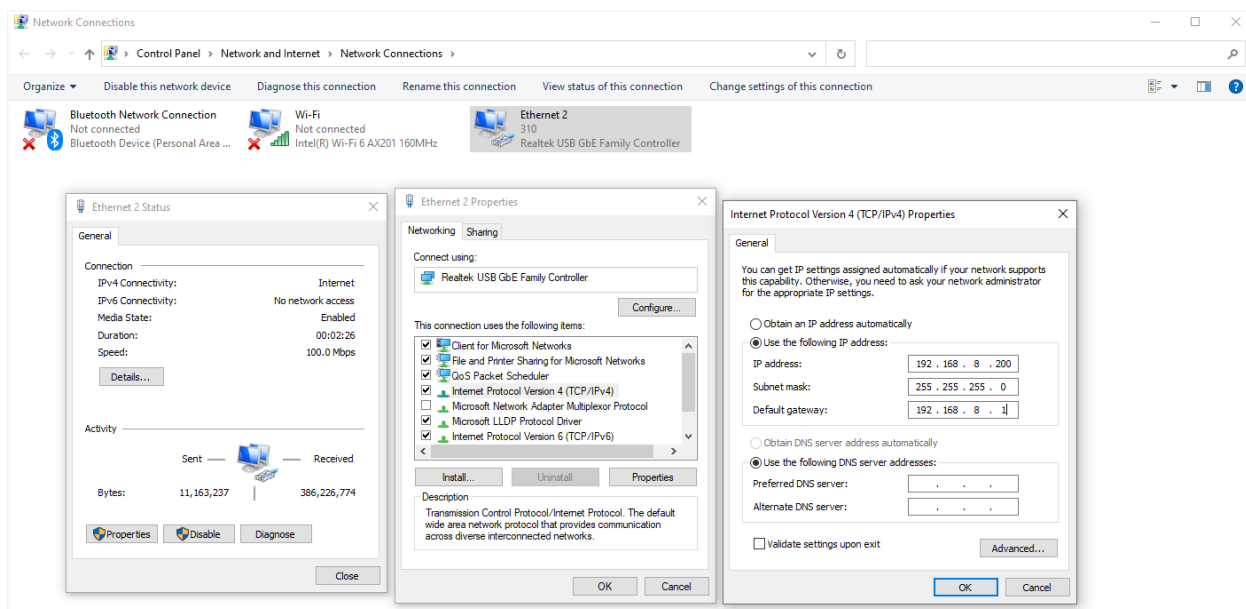 Network Connections
Control Panel > Network and Internet > Network Connections >
Organize Disable this network device Diagnose this connection Rename this connection View status of this connection Change settings of this connection
Bluetooth Network Connection
Not connected
Bluetooth Device (Personal Area ...
Wi-Fi
Not connected
Intel(R) Wi-Fi 6 AX201 160MHz
Ethernet 2
310
Realtek USB GbE Family Controller
Ethernet 2 Status
General
Connection
IPv4 Connectivity: Internet
IPv6 Connectivity: No network access
Media State: Enabled
Duration: 00:02:26
Speed: 100.0 Mbps
Details...
Activity
Sent Received
Bytes: 11,163,237 386,226,774
Properties Disable Diagnose
Close
Ethernet 2 Properties
Networking Sharing
Connect using:
Realtek USB GbE Family Controller
Configure...
This connection uses the following items:
Client for Microsoft Networks
File and Printer Sharing for Microsoft Networks
QoS Packet Scheduler
Internet Protocol Version 4 (TCP/IPv4)
Microsoft Network Adapter Multiplexor Protocol
Microsoft LLDP Protocol Driver
Internet Protocol Version 6 (TCP/IPv6)
Install... Uninstall Properties
Description
Transmission Control Protocol/Internet Protocol. The default
wide area network protocol that provides communication
across diverse interconnected networks.
OK Cancel
Internet Protocol Version 4 (TCP/IPv4) Properties
General
You can get IP settings assigned automatically if your network supports
this capability. Otherwise, you need to ask your network administrator
for the appropriate IP settings.
Obtain an IP address automatically
Use the following IP address:
IP address: 192 . 168 . 8 . 200
Subnet mask: 255 . 255 . 255 . 0
Default gateway: 192 . 168 . 8 . 1
Obtain DNS server address automatically
Use the following DNS server addresses:
Preferred DNS server: . . .
Alternate DNS server: . . .
Validate settings upon exit
Advanced...
OK Cancel